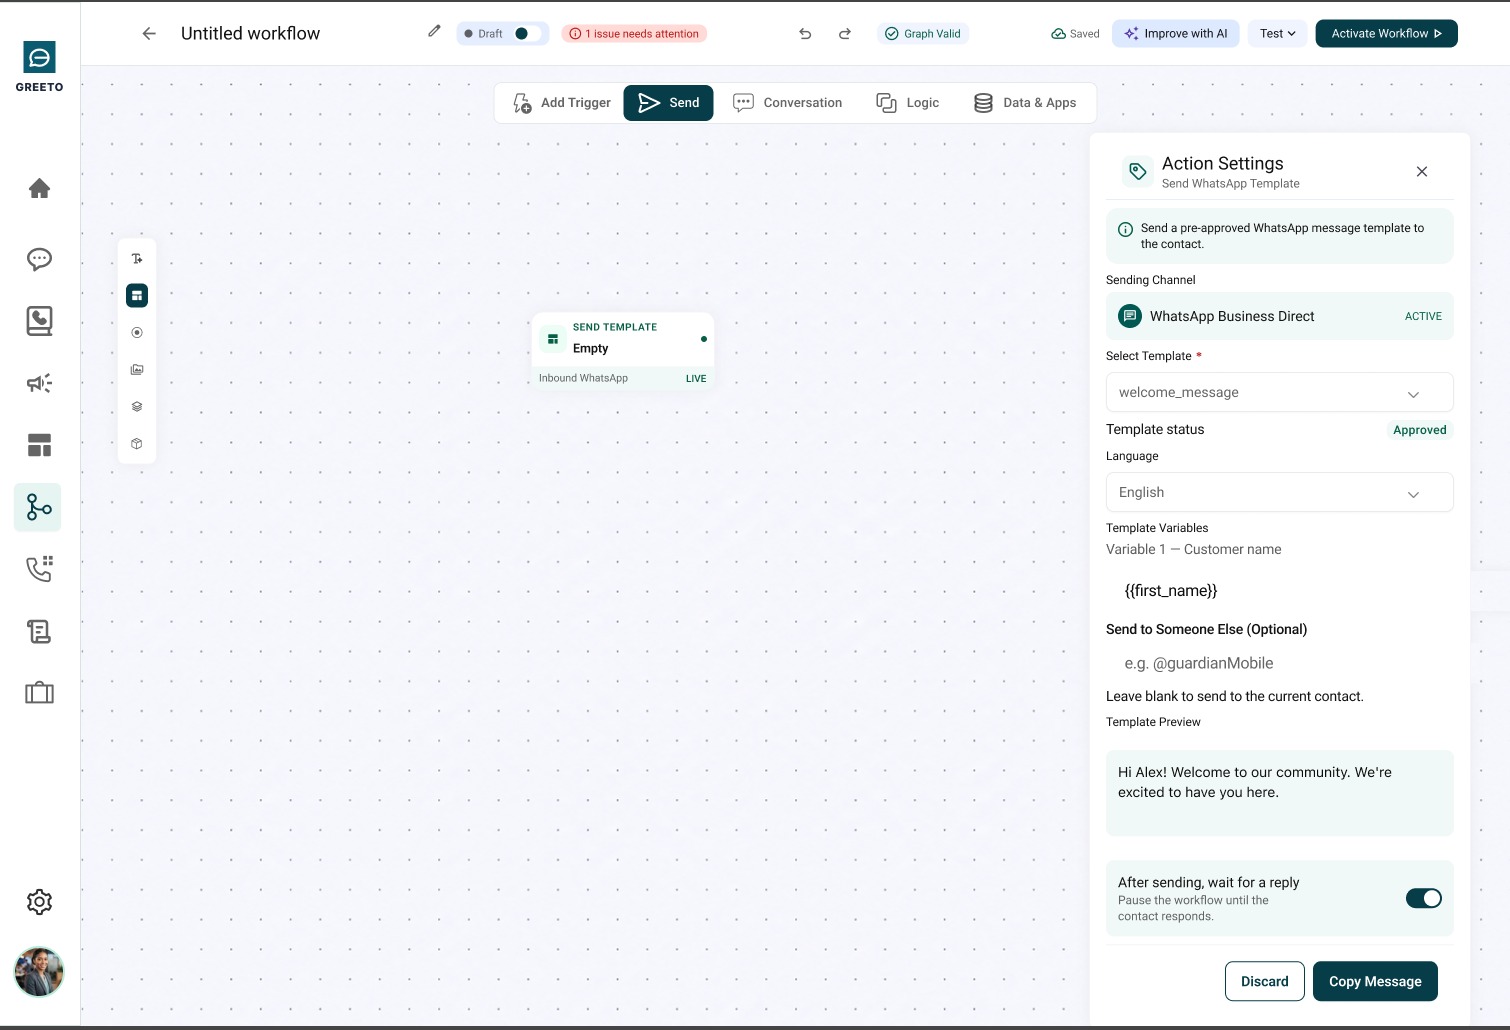 Untitled workflow
Draft
1 issue needs attention
Graph Valid
Saved
Improve with AI
Test
Activate Workflow
GREETO
Add Trigger
Send
Conversation
Logic
Data & Apps
SEND TEMPLATE
Empty
Inbound WhatsApp
LIVE
Action Settings
Send WhatsApp Template
Send a pre-approved WhatsApp message template to
the contact.
Sending Channel
WhatsApp Business Direct
ACTIVE
Select Template *
welcome_message
Template status
Approved
Language
English
Template Variables
Variable 1 — Customer name
{{first_name}}
Send to Someone Else (Optional)
e.g. @guardianMobile
Leave blank to send to the current contact.
Template Preview
Hi Alex! Welcome to our community. We're
excited to have you here.
After sending, wait for a reply
Pause the workflow until the
contact responds.
Discard
Copy Message